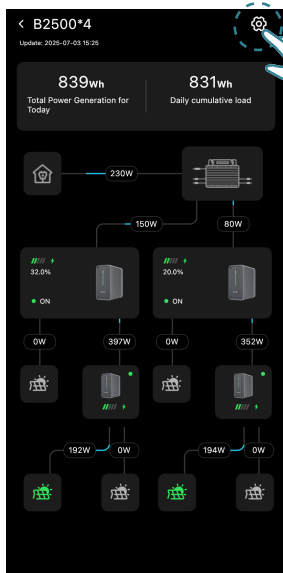 B2500*4
Update: 2025-07-03 15:25
839Wh
831Wh
Total Power Generation for
Today
Daily cumulative load
230W
150W
80W
32.0%
20.0%
ON
ON
0W
397W
0W
352W
192W
0W
194W
0W